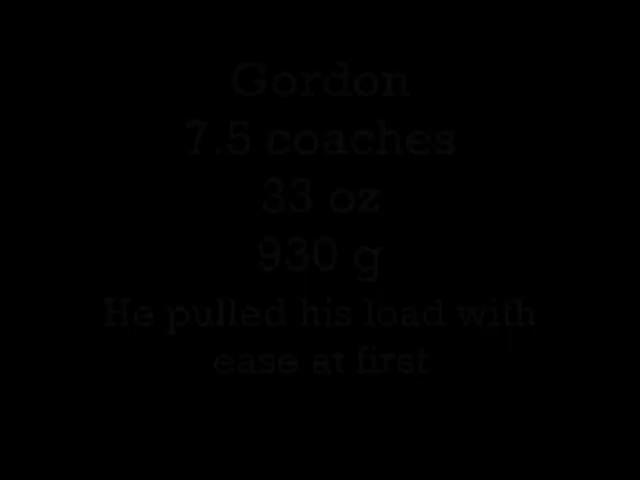 Gordon
7.5 coaches
33 oz
930 g
He pulled his load with
ease at first